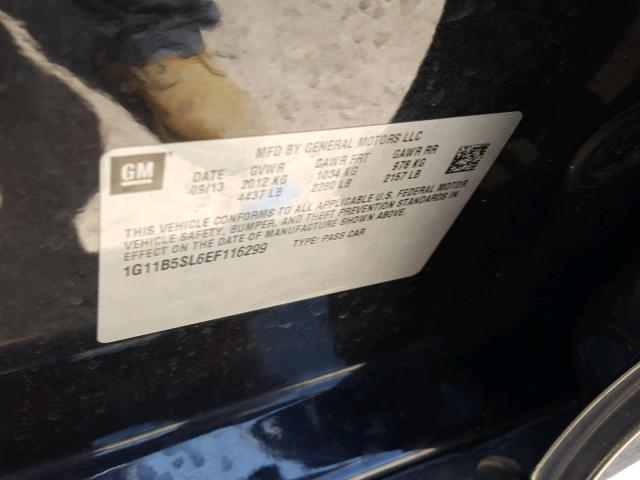 GM
MFD BY GENERAL MOTORS LLC
DATE GVWR GAWR FRT GAWR RR
09/13 2012 KG 1034 KG 978 KG
4437 LB 2280 LB 2157 LB
THIS VEHICLE CONFORMS TO ALL APPLICABLE U.S. FEDERAL MOTOR
VEHICLE SAFETY, BUMPER, AND THEFT PREVENTION STANDARDS IN
EFFECT ON THE DATE OF MANUFACTURE SHOWN ABOVE.
1G11B5SL6EF116299 TYPE: PASS CAR